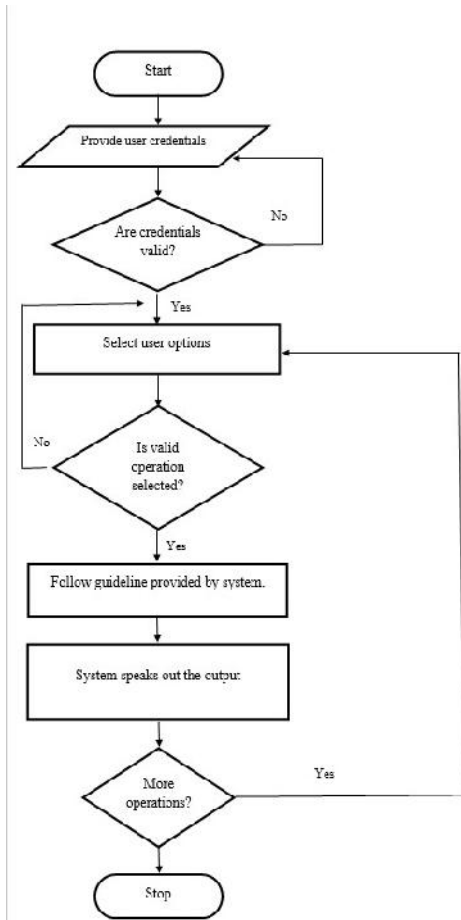 Start
Provide user credentials
No
Are credentials
valid?
Yes
Select user options
No
Is valid
operation
selected?
Yes
Follow guideline provided by system.
System speaks out the output
Yes
More
operations?
Stop